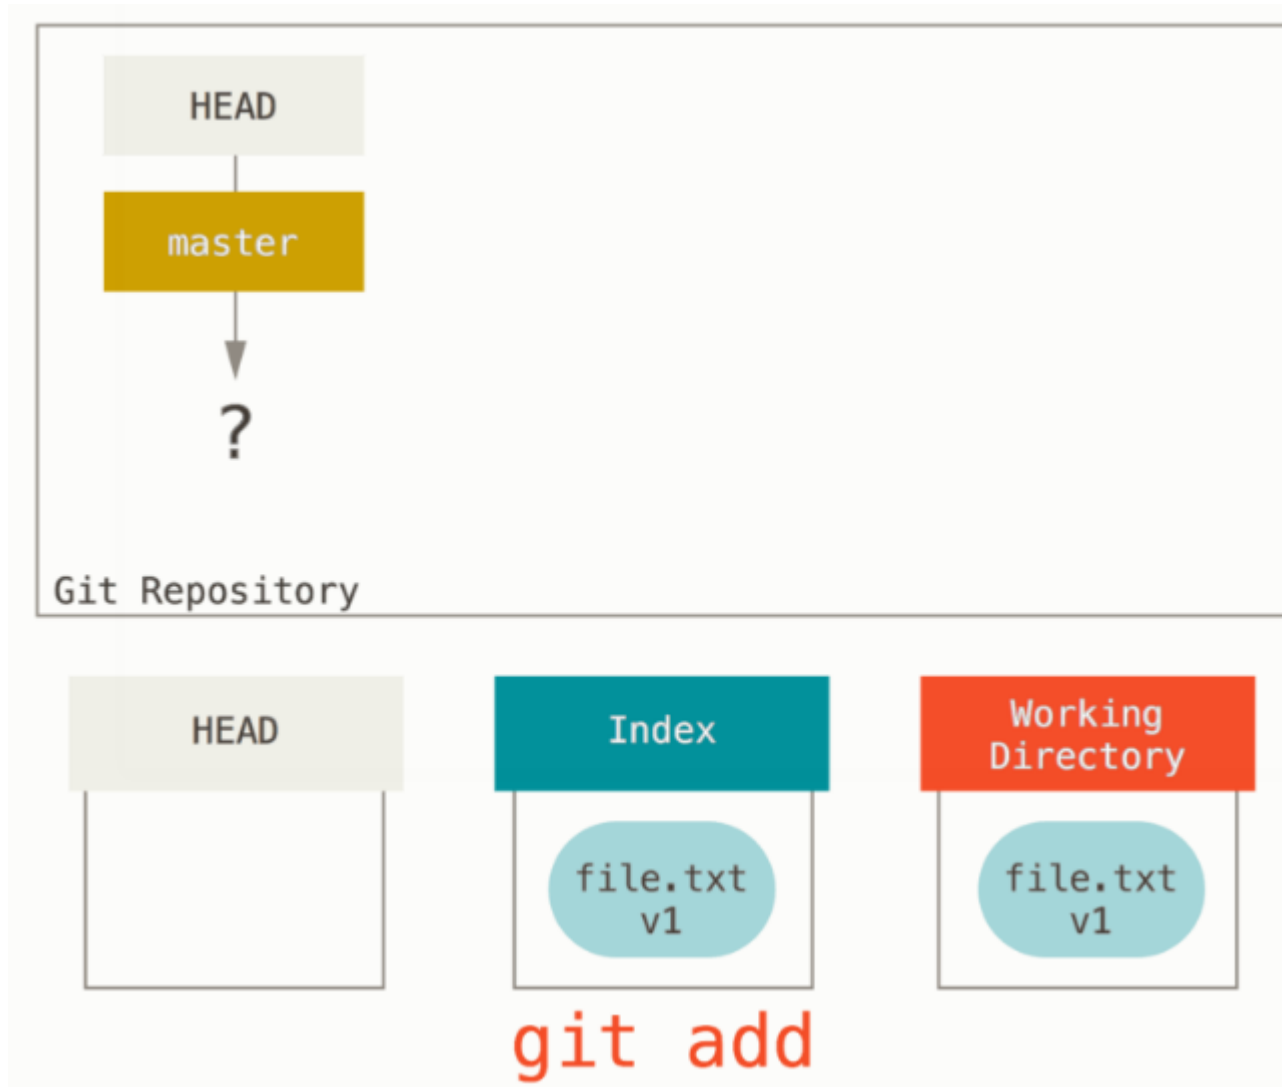 HEAD
master
?
Git Repository
HEAD
Index
Working
Directory
file.txt
v1
file.txt
v1
git add